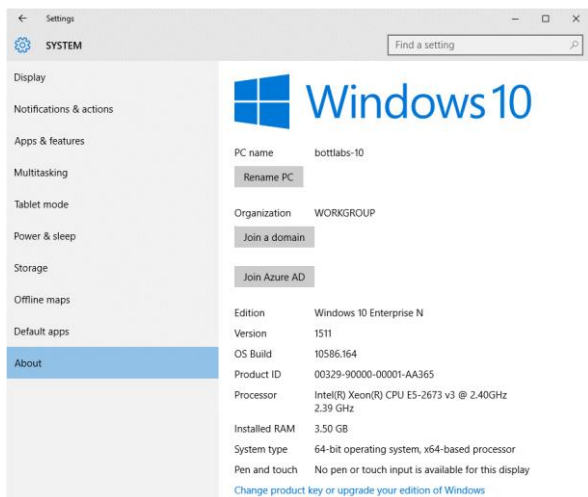 Settings
SYSTEM
Find a setting
Display
Notifications & actions
Apps & features
Multitasking
Tablet mode
Power & sleep
Storage
Offline maps
Default apps
About
Windows 10
PC name bottlabs-10
Rename PC
Organization WORKGROUP
Join a domain
Join Azure AD
Edition Windows 10 Enterprise N
Version 1511
OS Build 10586.164
Product ID 00329-90000-00001-AA365
Processor Intel(R) Xeon(R) CPU E5-2673 v3 @ 2.40GHz
2.39 GHz
Installed RAM 3.50 GB
System type 64-bit operating system, x64-based processor
Pen and touch No pen or touch input is available for this display
Change product key or upgrade your edition of Windows